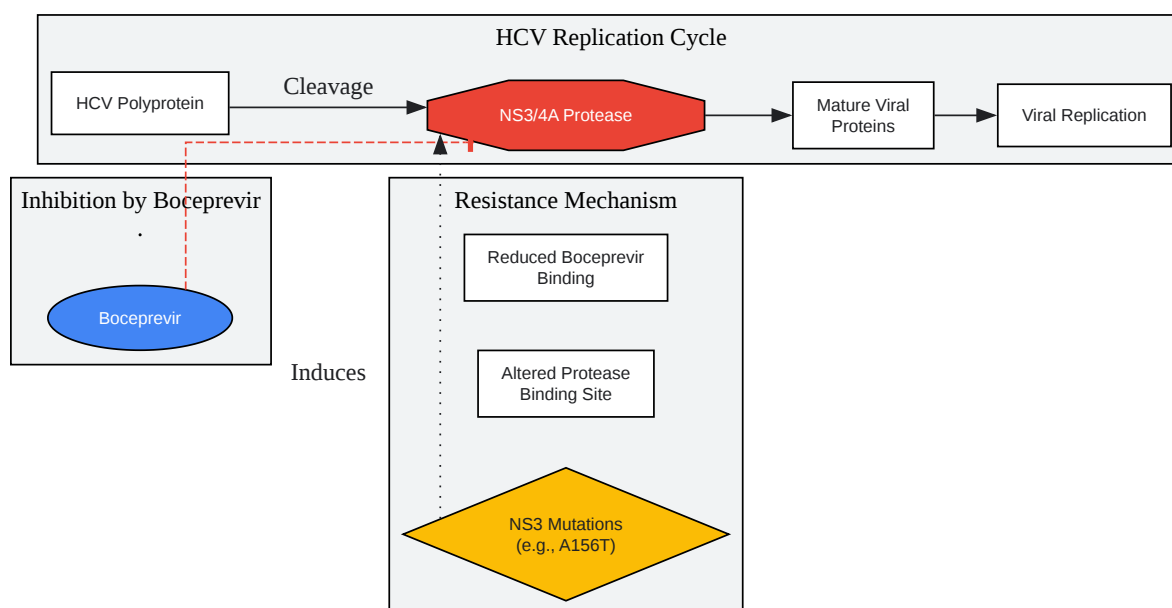 HCV Replication Cycle
HCV Polyprotein
Cleavage
NS3/4A Protease
Mature Viral
Proteins
Viral Replication
Inhibition by Boceprevir
.
Boceprevir
Induces
Resistance Mechanism
Reduced Boceprevir
Binding
Altered Protease
Binding Site
NS3 Mutations
(e.g., A156T)